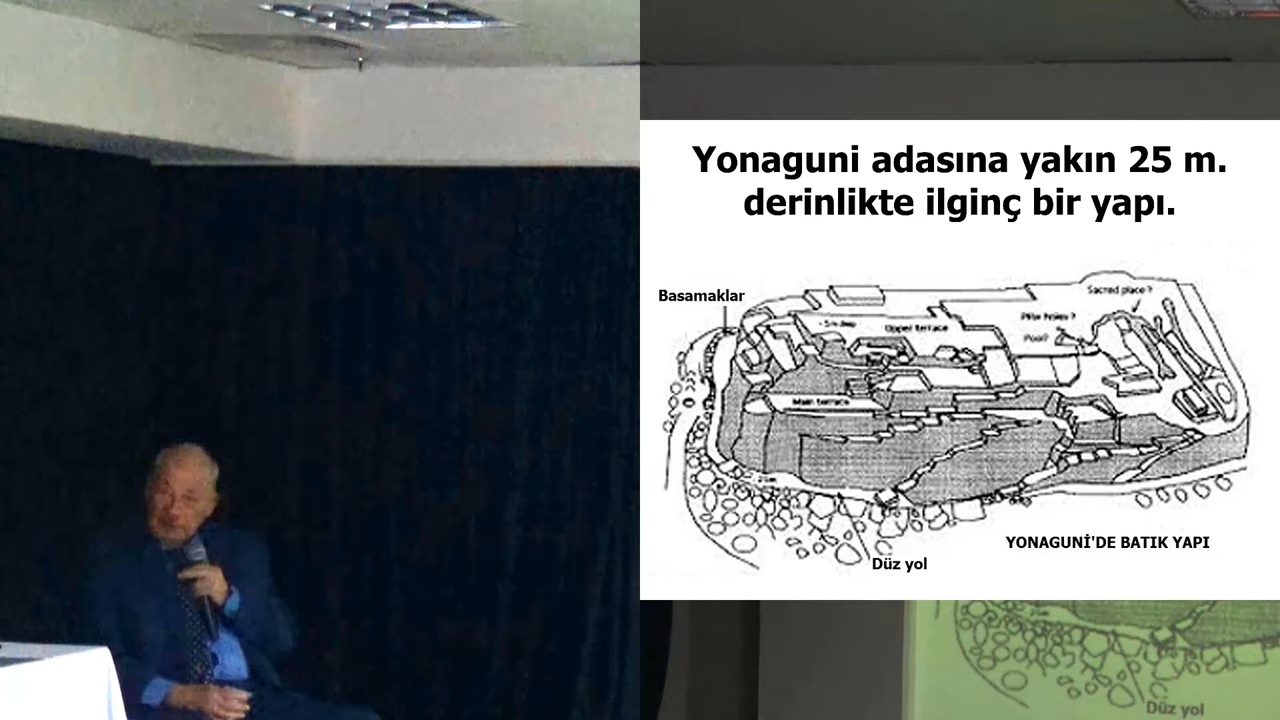 Yonaguni adasına yakın 25 m.
derinlikte ilginç bir yapı.
Basamaklar
Sacred place?
Upper terrace
Pilar holes?
Pool?
Main terrace
YONAGUNİ'DE BATIK YAPI
Düz yol
Düz yol